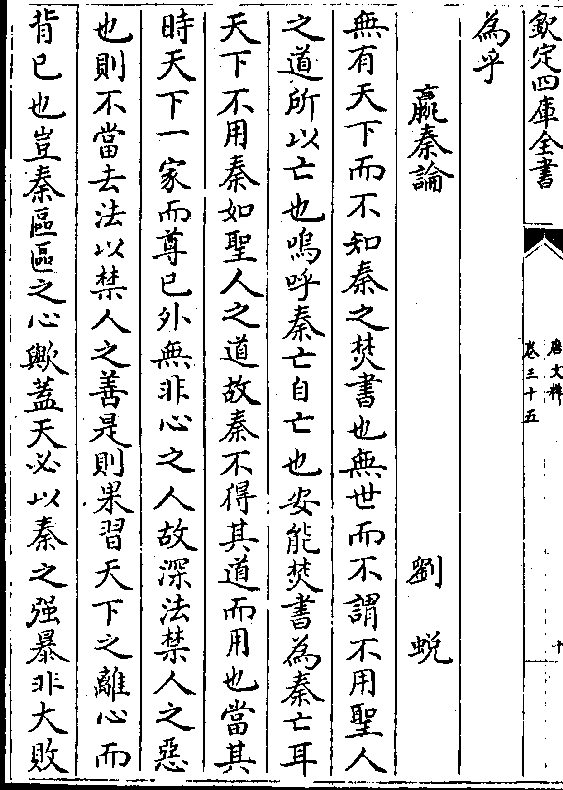 欽定四庫全書
唐文粹
卷三十五
十
為乎
嬴秦論
劉蛻
無有天下而不知秦之焚書也無世而不謂不用聖人
之道所以亡也嗚呼秦亡自亡也安能焚書為秦亡耳
天下不用秦如聖人之道故秦不得其道而用也當其
時天下一家而尊已外無非心之人故深法禁人之惡
也則不當去法以禁人之善是則果習天下之離心而
背已也豈秦區區之心歟蓋天必以秦之强暴非大敗